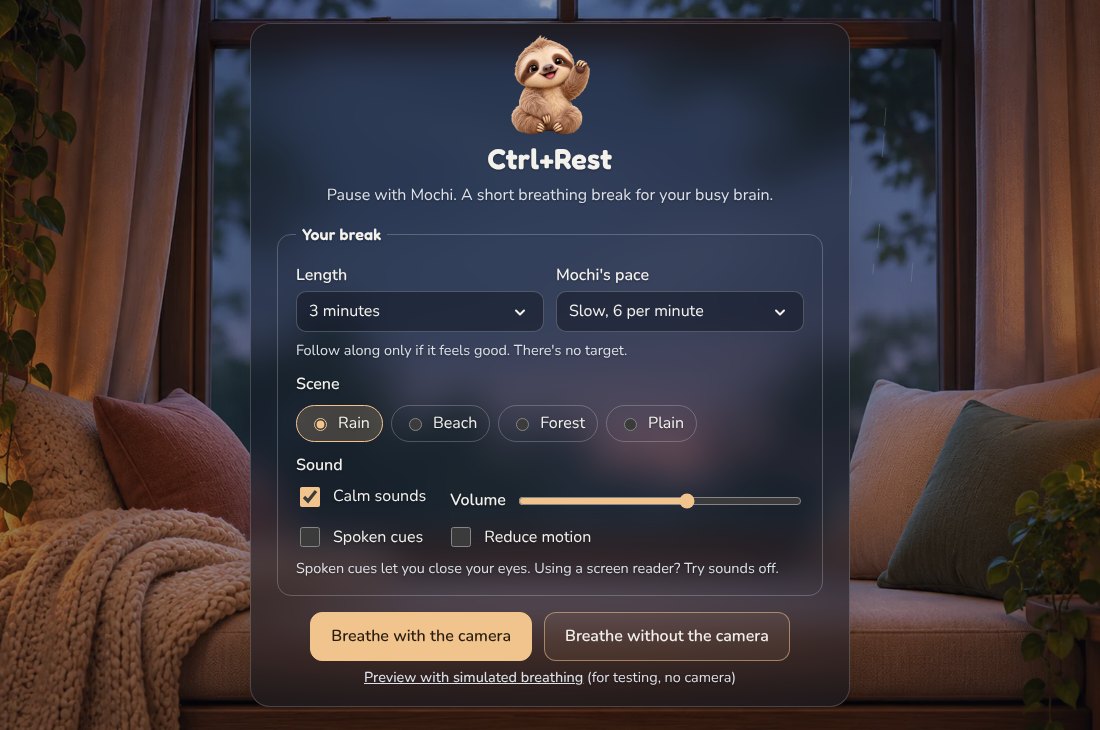 Ctrl+Rest
Pause with Mochi. A short breathing break for your busy brain.
Your break
Length
Mochi's pace
3 minutes
Slow, 6 per minute
Follow along only if it feels good. There's no target.
Scene
Rain
Beach
Forest
Plain
Sound
Calm sounds
Volume
Spoken cues
Reduce motion
Spoken cues let you close your eyes. Using a screen reader? Try sounds off.
Breathe with the camera
Breathe without the camera
Preview with simulated breathing (for testing, no camera)